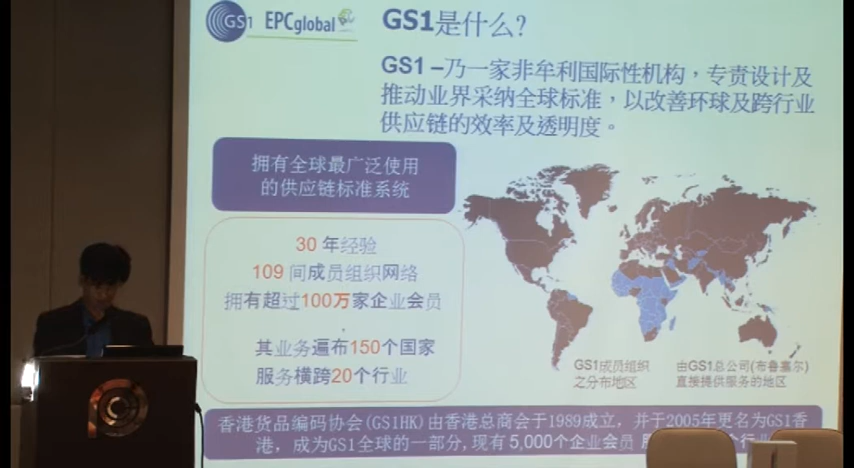 GS1 EPCglobal
GS1是什么？
GS1 –乃一家非牟利国际性机构，专责设计及
推动业界采纳全球标准，以改善环球及跨行业
供应链的效率及透明度。
拥有全球最广泛使用
的供应链标准系统
30 年经验
109 间成员组织网络
拥有超过100万家企业会员
其业务遍布150个国家
服务横跨20个行业
GS1成员组织
之分布地区
由GS1总公司(布鲁塞尔)
直接提供服务的地区
香港货品编码协会(GS1HK)由香港总商会于1989成立，并于2005年更名为GS1香
港，成为GS1全球的一部分,现有 5,000个企业会员